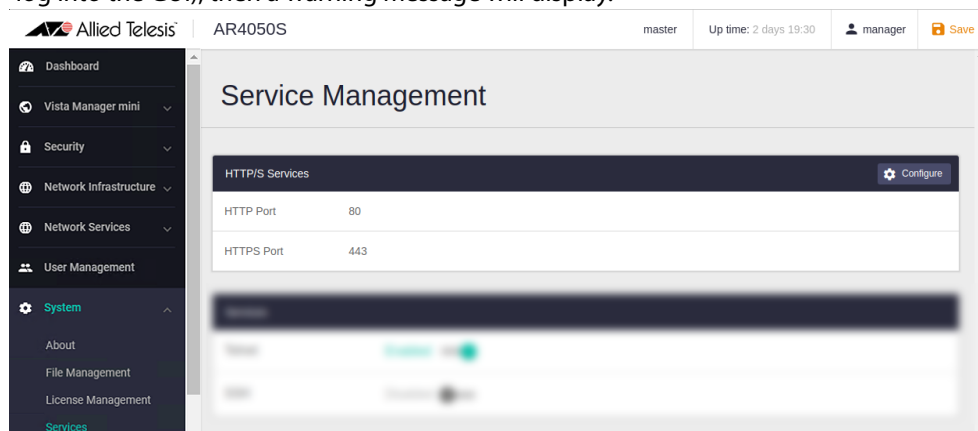 log into the GUI), then a warning message will display.
Allied Telesis
AR4050S
master
Up time: 2 days 19:30
manager
Save
Dashboard
Vista Manager mini
Security
Network Infrastructure
Network Services
User Management
System
About
File Management
License Management
Services
Service Management
HTTP/S Services
Configure
HTTP Port 80
HTTPS Port 443